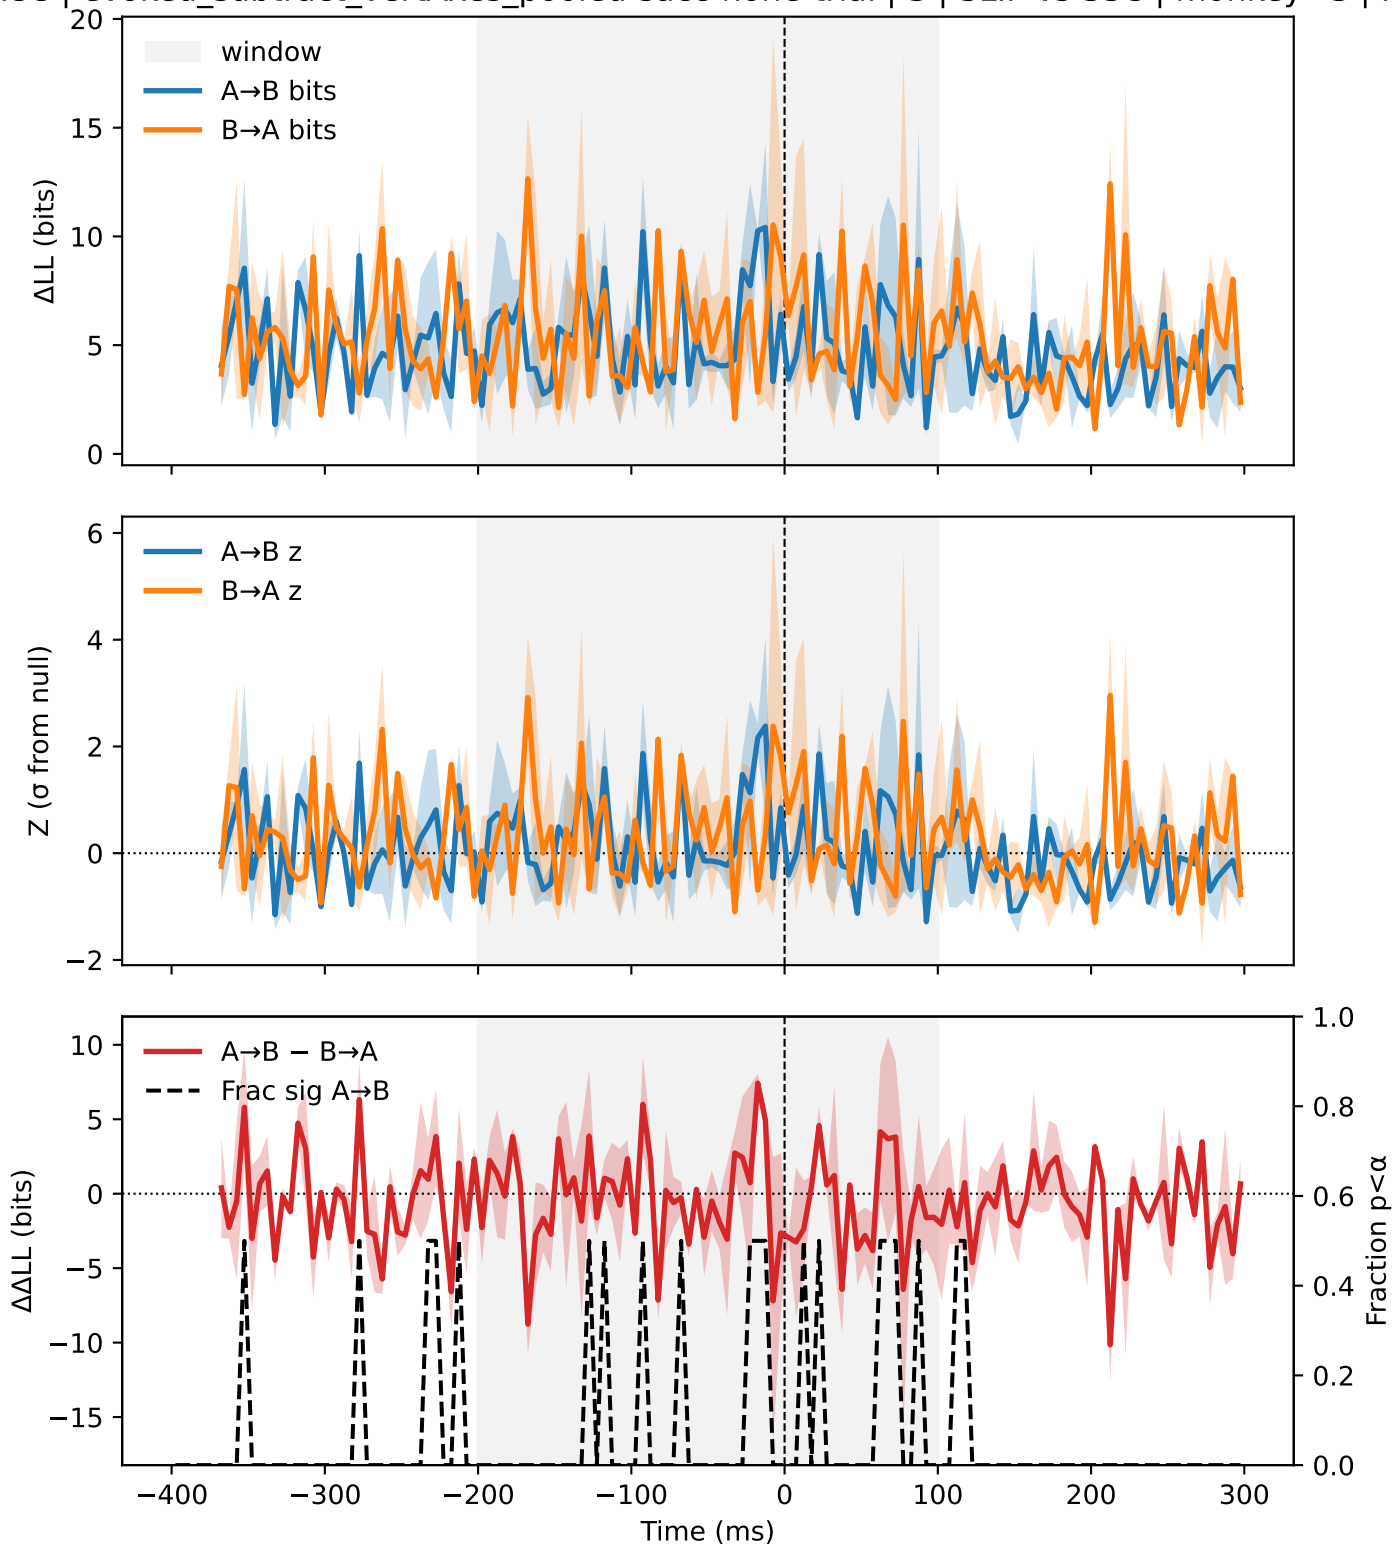 window
A→B bits
B→A bits
ΔLL (bits)
20
15
10
5
0
A→B z
B→A z
Z (σ from null)
6
4
2
0
−2
A→B − B→A
Frac sig A→B
ΔΔLL (bits)
10
5
0
−5
−10
−15
1.0
0.8
0.6
0.4
0.2
0.0
Fraction p<α
−400
−300
−200
−100
0
100
200
300
Time (ms)